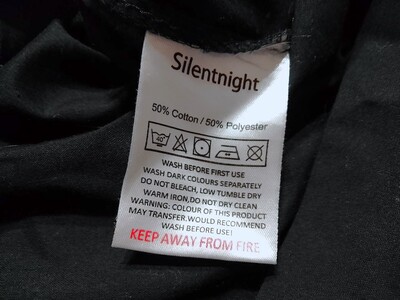 Silentnight
50% Cotton / 50% Polyester
40°
WASH BEFORE FIRST USE
WASH DARK COLOURS SEPARATELY
DO NOT BLEACH, LOW TUMBLE DRY
WARM IRON,DO NOT DRY CLEAN
WARNING: COLOUR OF THIS PRODUCT
MAY TRANSFER.WOULD RECOMMEND
WASH BEFORE USE!
KEEP AWAY FROM FIRE